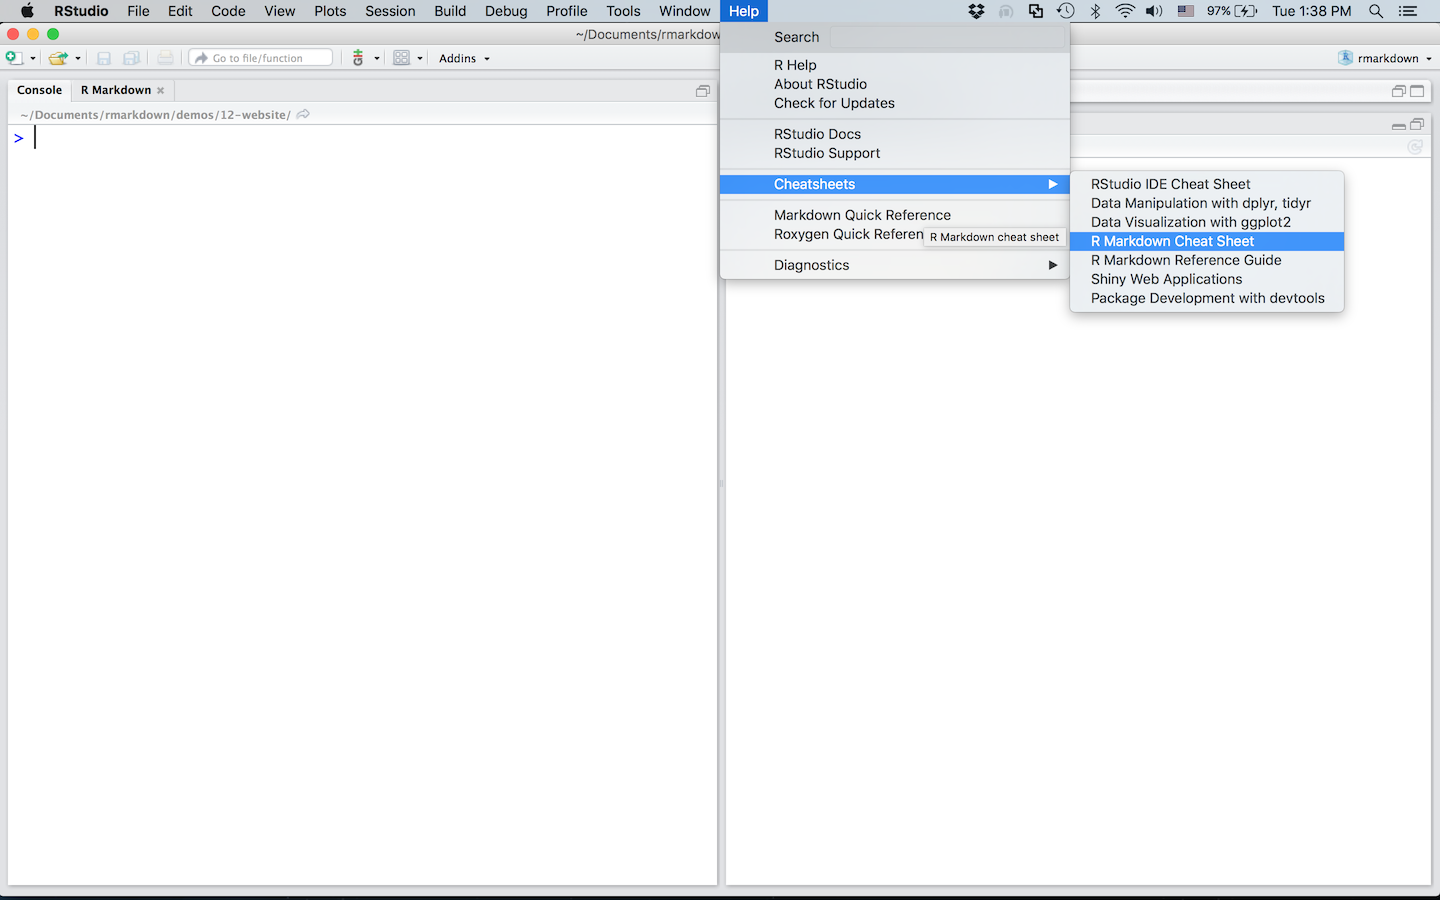 RStudio File Edit Code View Plots Session Build Debug Profile Tools Window Help 97% Tue 1:38 PM
~/Documents/rmarkdow
Go to file/function Addins rmarkdown
Console R Markdown
~/Documents/rmarkdown/demos/12-website/
>
Search
R Help
About RStudio
Check for Updates
RStudio Docs
RStudio Support
Cheatsheets
Markdown Quick Reference
Roxygen Quick Referen
R Markdown cheat sheet
Diagnostics
RStudio IDE Cheat Sheet
Data Manipulation with dplyr, tidyr
Data Visualization with ggplot2
R Markdown Cheat Sheet
R Markdown Reference Guide
Shiny Web Applications
Package Development with devtools